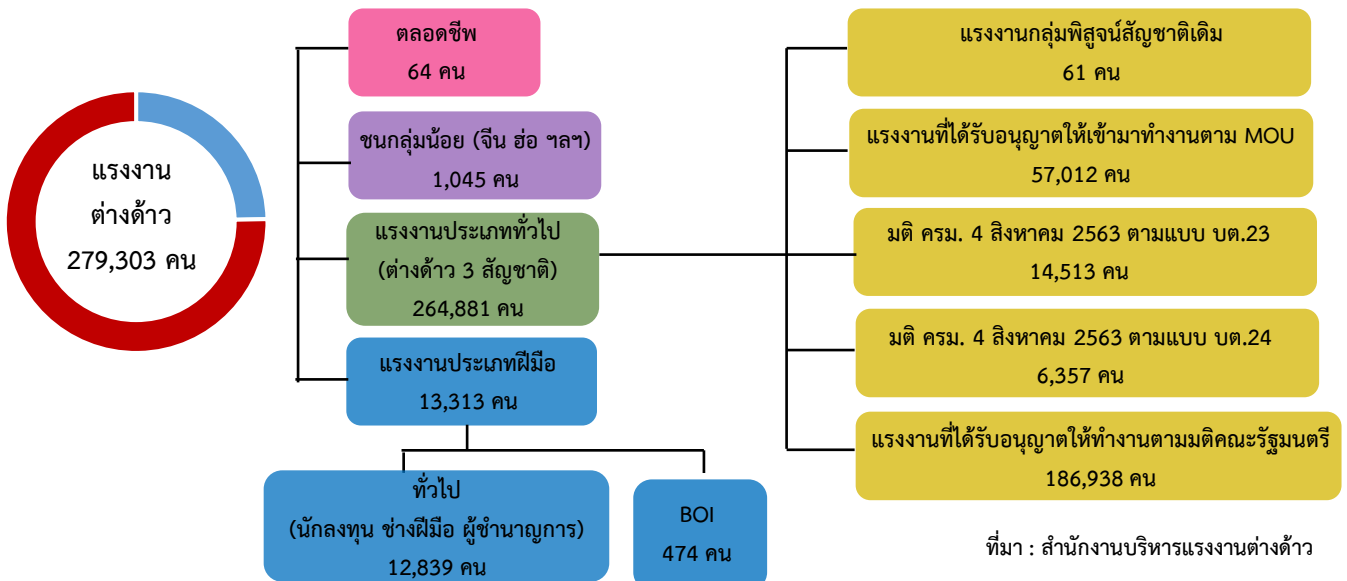 แรงงาน
ต่างด้าว
279,303 คน
ตลอดชีพ
64 คน
ชนกลุ่มน้อย (จีน ฮ่อ ฯลฯ)
1,045 คน
แรงงานประเภททั่วไป
(ต่างด้าว 3 สัญชาติ)
264,881 คน
แรงงานประเภทฝีมือ
13,313 คน
ทั่วไป
(นักลงทุน ช่างฝีมือ ผู้ชำนาญการ)
12,839 คน
BOI
474 คน
แรงงานกลุ่มพิสูจน์สัญชาติเดิม
61 คน
แรงงานที่ได้รับอนุญาตให้เข้ามาทำงานตาม MOU
57,012 คน
มติ ครม. 4 สิงหาคม 2563 ตามแบบ บต.23
14,513 คน
มติ ครม. 4 สิงหาคม 2563 ตามแบบ บต.24
6,357 คน
แรงงานที่ได้รับอนุญาตให้ทำงานตามมติคณะรัฐมนตรี
186,938 คน
ที่มา : สำนักงานบริหารแรงงานต่างด้าว